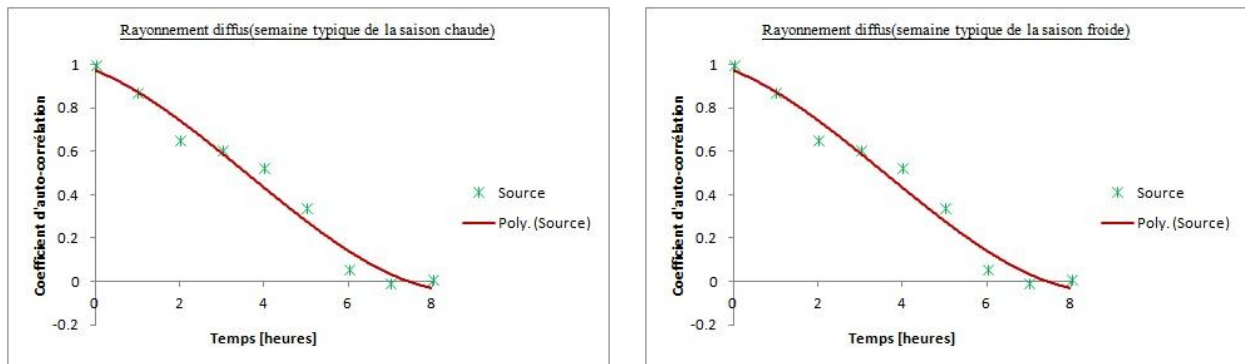 Rayonnement diffus(semaine typique de la saison chaude)
1
0.8
0.6
0.4
0.2
0
-0.2
Coefficient d'auto-corrélation
0 2 4 6 8
Temps [heures]
Source
Poly. (Source)
Rayonnement diffus(semaine typique de la saison froide)
1
0.8
0.6
0.4
0.2
0
-0.2
Coefficient d'auto-corrélation
0 2 4 6 8
Temps [heures]
Source
Poly. (Source)